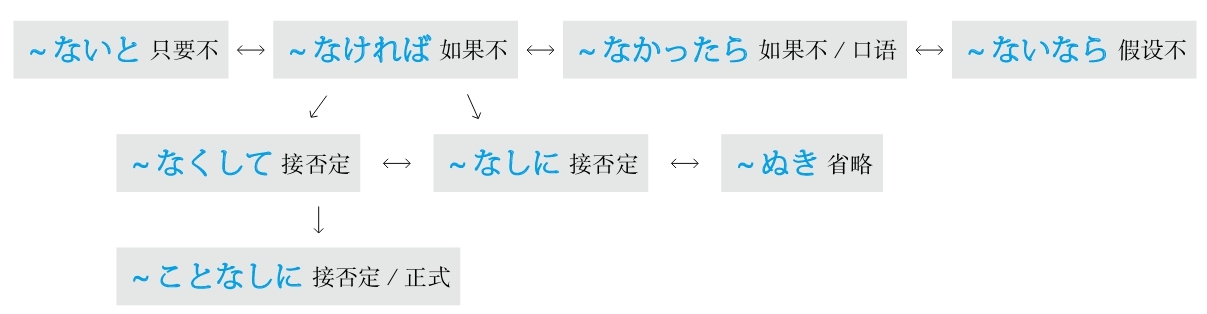 ~ないと 只要不 ↔ ~なければ 如果不 ↔ ~なかったら 如果不 / 口语 ↔ ~ないなら 假设不
~なくして 接否定 ↔ ~なしに 接否定 ↔ ~ぬき 省略
~ことなしに 接否定 / 正式